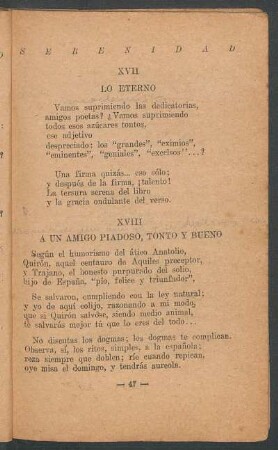 SERENIDAD
XVII
LO ETERNO
Vamos suprimiendo las dedicatorias,
amigos poetas? ¿Vamos suprimiendo
todos esos azúcares tontos,
ese adjetivo
despreciado: los "grandes", "eximios",
"eminentes", "geniales", "excelsos"...?
Una firma quizás... eso sólo;
y después de la firma, ¡talento!
La ternura serena del libro
y la gracia ondulante del verso.
XVIII
A UN AMIGO PIADOSO, TONTO Y BUENO
Según el humorismo del ático Anatolio,
Quirón, aquel centauro de Aquiles preceptor,
y Trajano, el honesto purpurado del solio,
hijo de España, "pío, felice y triunfador",
Se salvaron, cumpliendo con la ley natural;
y yo de aquí colijo, razonando a mi modo,
que si Quirón salvóse, siendo medio animal,
te salvarás mejor tú que lo eres del todo...
No discutas los dogmas; los dogmas te complican.
Observa, sí, los ritos, simples, a la española;
reza siempre que doblen; ríe cuando repican,
oye misa el domingo, y tendrás aureola.
— 47 —